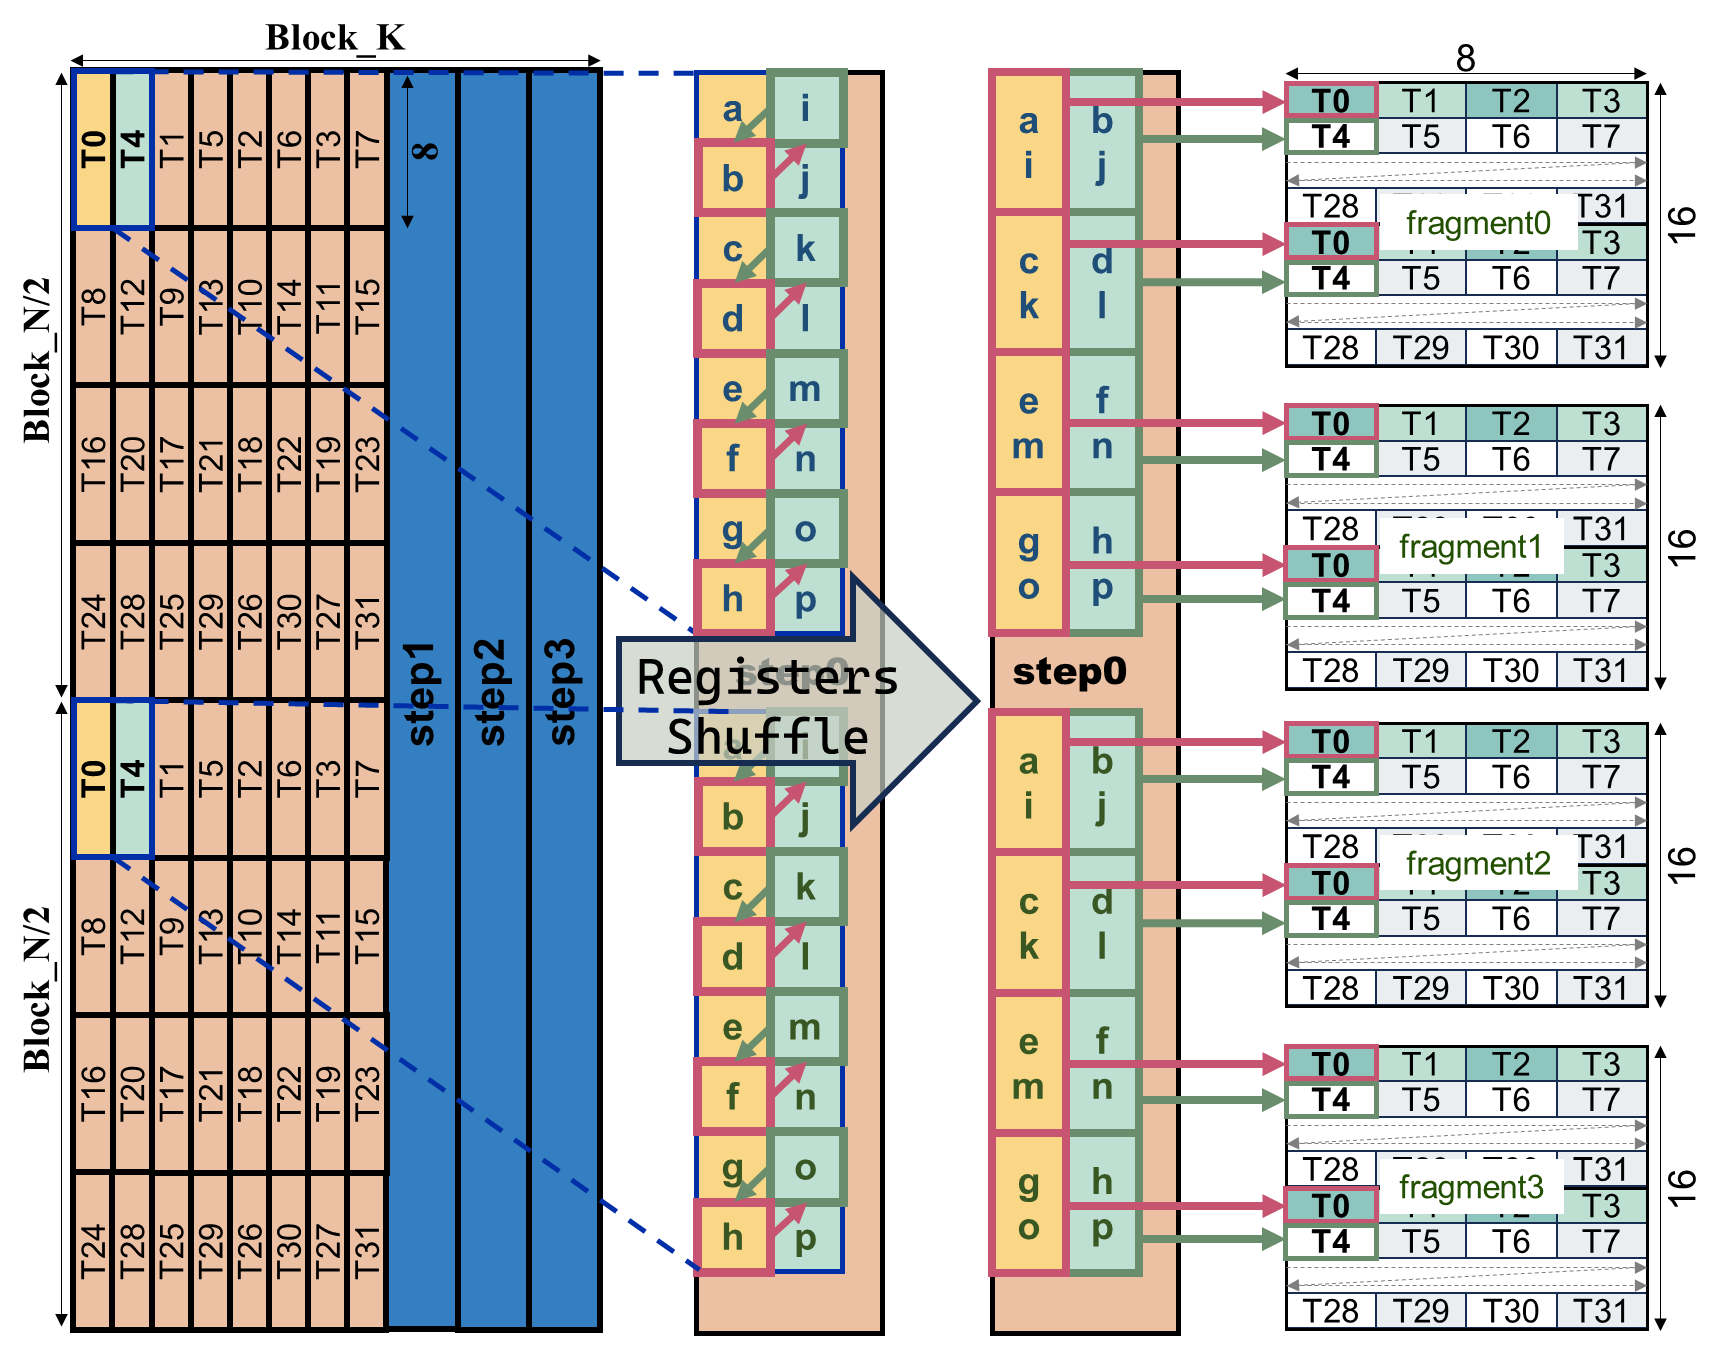 Block_K
Block_N/2
T0 T4 T1 T5 T2 T6 T3 T7
8
T8 T12 T9 T13 T10 T14 T11 T15
T16 T20 T17 T21 T18 T22 T19 T23
T24 T28 T25 T29 T26 T30 T27 T31
step1
step2
step3
Block_N/2
T0 T4 T1 T5 T2 T6 T3 T7
T8 T12 T9 T13 T10 T14 T11 T15
T16 T20 T17 T21 T18 T22 T19 T23
T24 T28 T25 T29 T26 T30 T27 T31
a i
b j
c k
d l
e m
f n
g o
h p
step0
Registers
Shuffle
a i
b j
c k
d l
e m
f n
g o
h p
a b
i j
c d
k l
e f
m n
g h
o p
step0
a b
i j
c d
k l
e f
m n
g h
o p
8
T0 T1 T2 T3
T4 T5 T6 T7
T28 T31
fragment0
T0 T3
T4 T5 T6 T7
T28 T29 T30 T31
16
T0 T1 T2 T3
T4 T5 T6 T7
T28 T31
fragment1
T0 T3
T4 T5 T6 T7
T28 T29 T30 T31
16
T0 T1 T2 T3
T4 T5 T6 T7
T28 T31
fragment2
T0 T3
T4 T5 T6 T7
T28 T29 T30 T31
16
T0 T1 T2 T3
T4 T5 T6 T7
T28 T31
fragment3
T0 T3
T4 T5 T6 T7
T28 T29 T30 T31
16